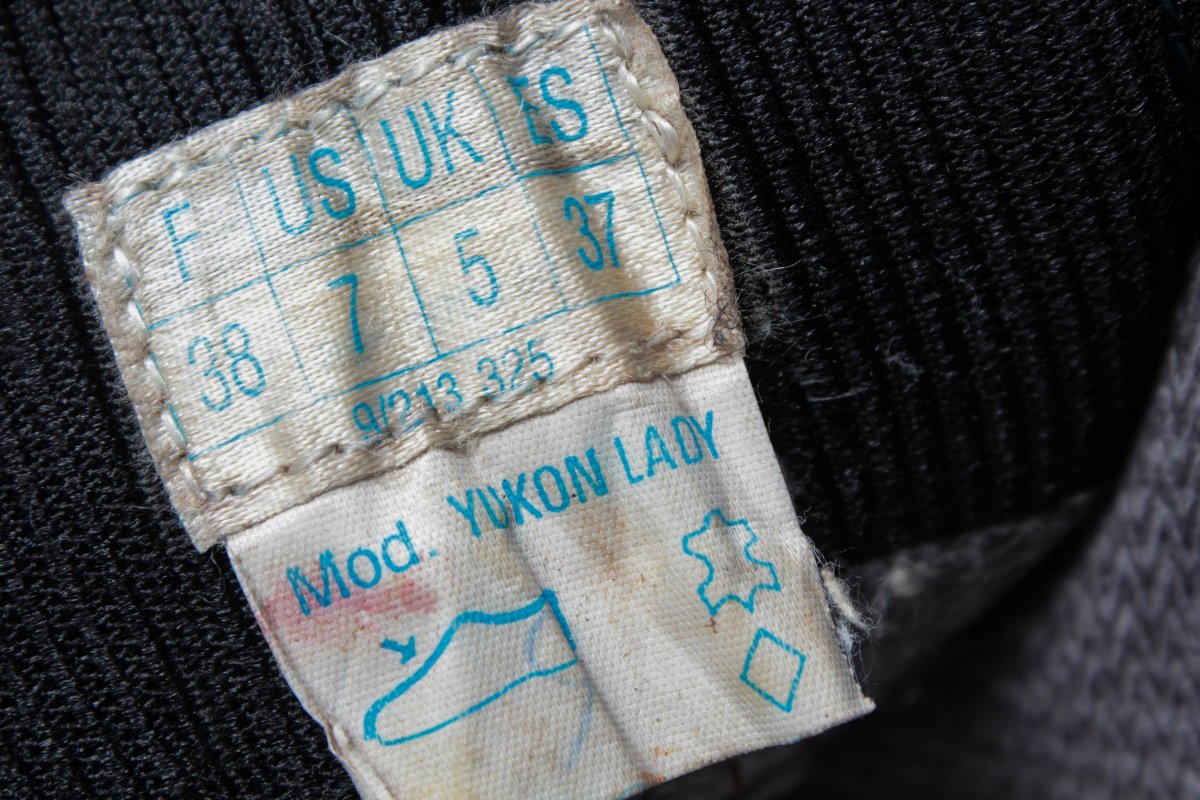 F US UK ES
38 7 5 37
9/213 325
Mod. YUKON LADY